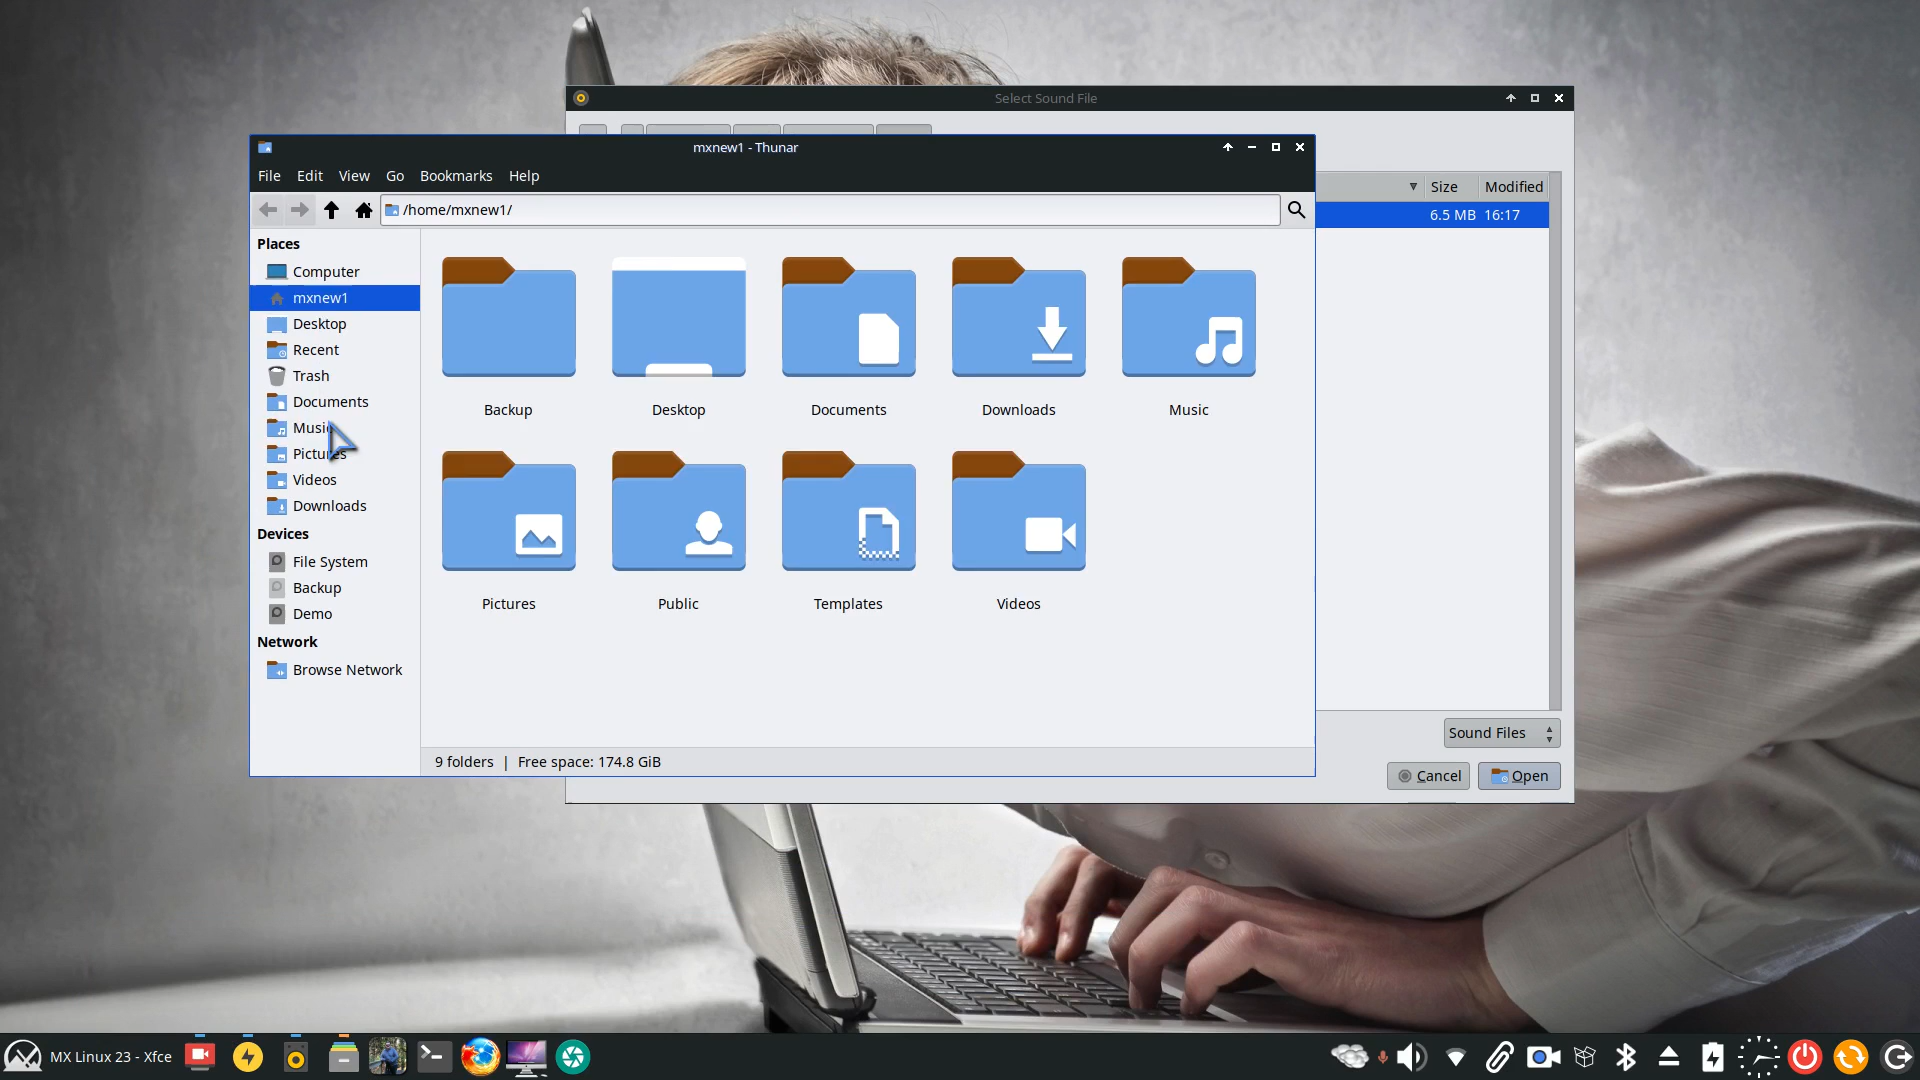 Select Sound File
mxnew1 - Thunar
File Edit View Go Bookmarks Help
Size Modified
/home/mxnew1/
6.5 MB 16:17
Places
Computer
mxnew1
Desktop
Recent
Trash
Documents
Music
Pictures
Videos
Downloads
Devices
File System
Backup
Demo
Network
Browse Network
Backup Desktop Documents Downloads Music
Pictures Public Templates Videos
9 folders | Free space: 174.8 GiB
Sound Files
Cancel Open
MX Linux 23 - Xfce